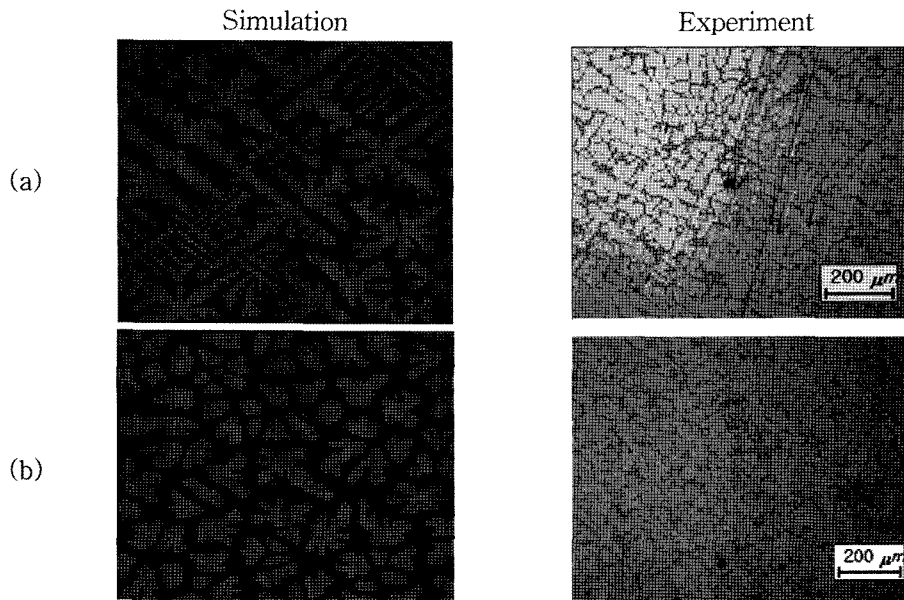 Simulation
Experiment
(a)
200 μm
(b)
200 μm